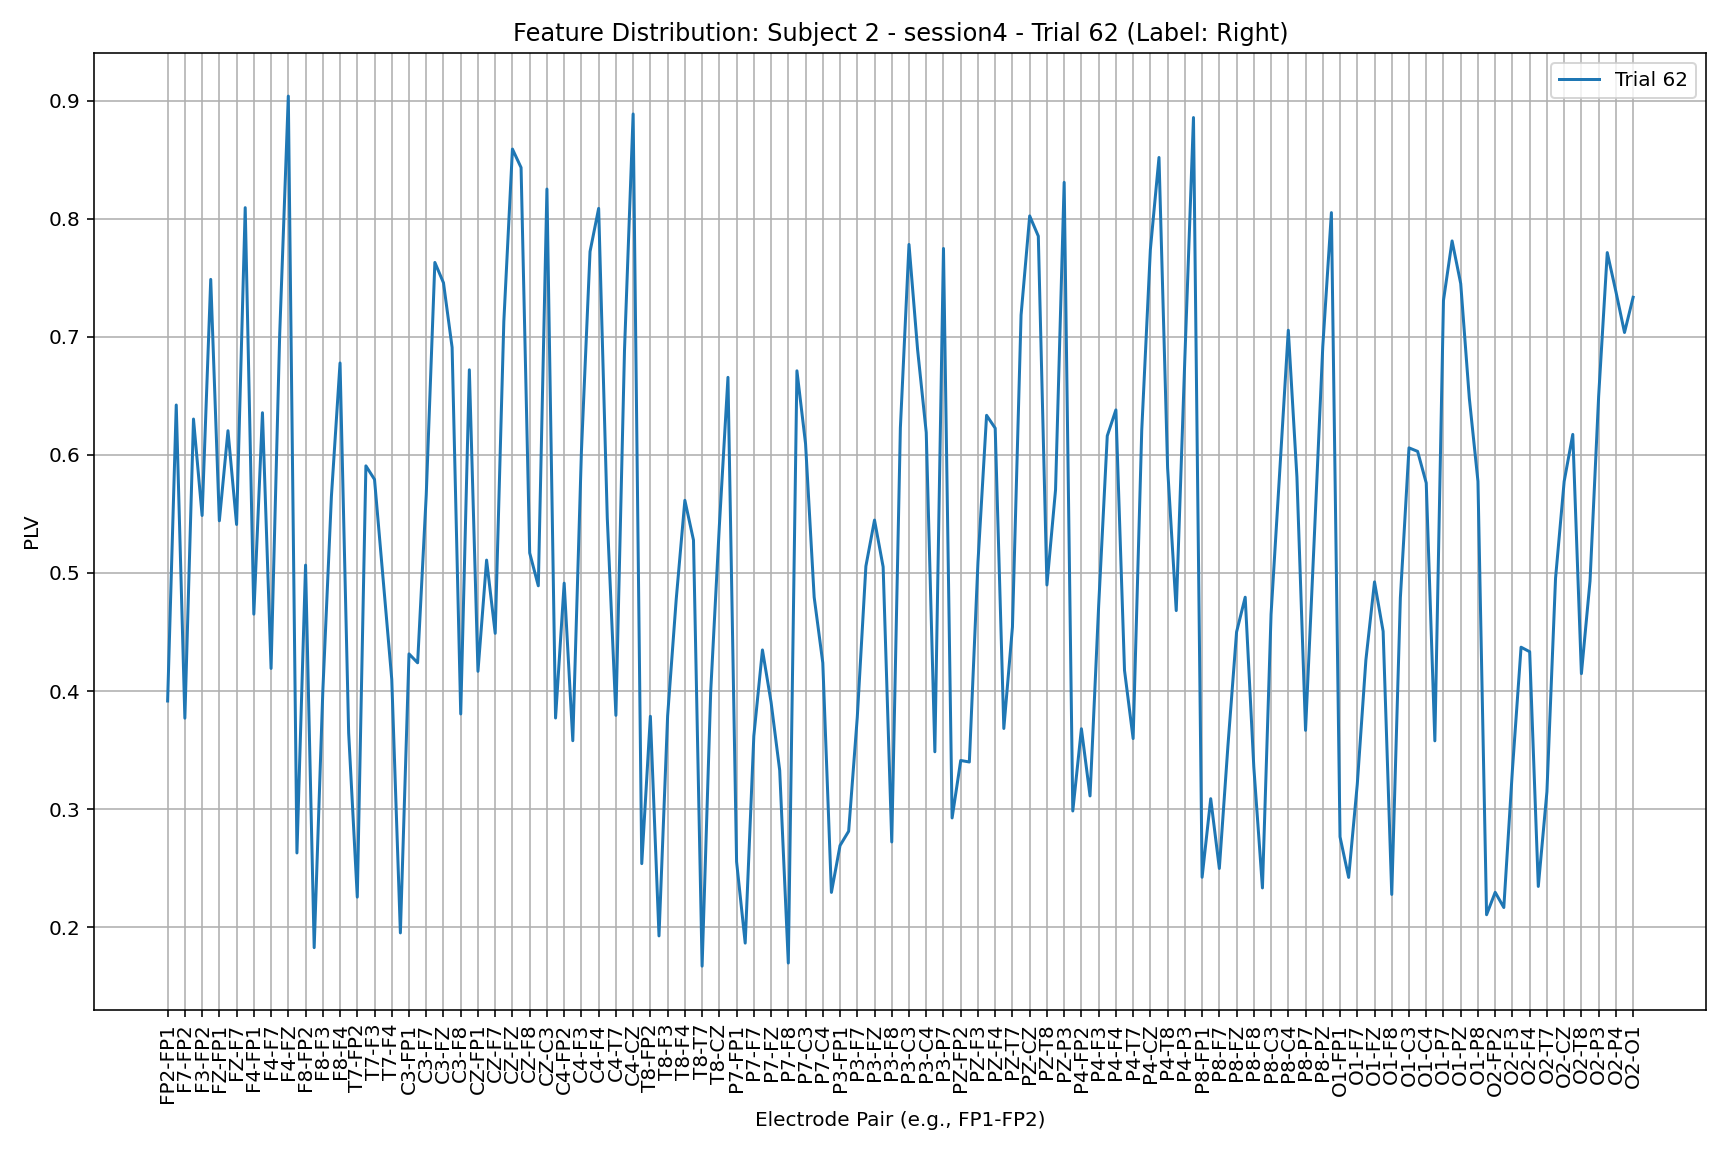 Feature Distribution: Subject 2 - session4 - Trial 62 (Label: Right)
Trial 62
0.9
0.8
0.7
0.6
0.5
0.4
0.3
0.2
PLV
FP2-FP1
F7-FP2
F3-FP2
FZ-FP1
FZ-F7
F4-FP1
F4-F7
F4-FZ
F8-FP2
F8-F3
F8-F4
T7-FP2
T7-F3
T7-F4
C3-FP1
C3-F7
C3-FZ
C3-F8
CZ-FP1
CZ-F7
CZ-FZ
CZ-F8
CZ-C3
C4-FP2
C4-F3
C4-F4
C4-T7
C4-CZ
T8-FP2
T8-F3
T8-F4
T8-T7
T8-CZ
P7-FP1
P7-F7
P7-FZ
P7-F8
P7-C3
P7-C4
P3-FP1
P3-F7
P3-FZ
P3-F8
P3-C3
P3-C4
P3-P7
PZ-FP2
PZ-F3
PZ-F4
PZ-T7
PZ-CZ
PZ-T8
PZ-P3
P4-FP2
P4-F3
P4-F4
P4-T7
P4-CZ
P4-T8
P4-P3
P8-FP1
P8-F7
P8-FZ
P8-F8
P8-C3
P8-C4
P8-P7
P8-PZ
O1-FP1
O1-F7
O1-FZ
O1-F8
O1-C3
O1-C4
O1-P7
O1-PZ
O1-P8
O2-FP2
O2-F3
O2-F4
O2-T7
O2-CZ
O2-T8
O2-P3
O2-P4
O2-O1
Electrode Pair (e.g., FP1-FP2)